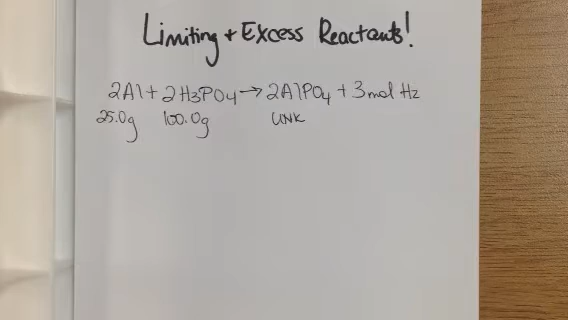 Limiting + Excess Reactants!
2Al + 2H3PO4 → 2AlPO4 + 3mol H2
25.0g 100.0g UNK